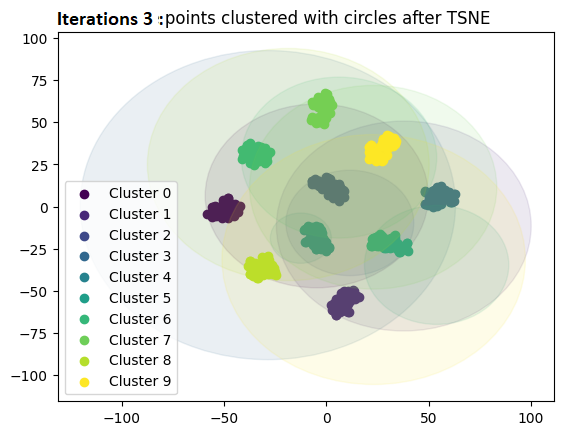 Iterations 3 : points clustered with circles after TSNE
100
75
50
25
0
−25
−50
−75
−100
Cluster 0
Cluster 1
Cluster 2
Cluster 3
Cluster 4
Cluster 5
Cluster 6
Cluster 7
Cluster 8
Cluster 9
−100 −50 0 50 100